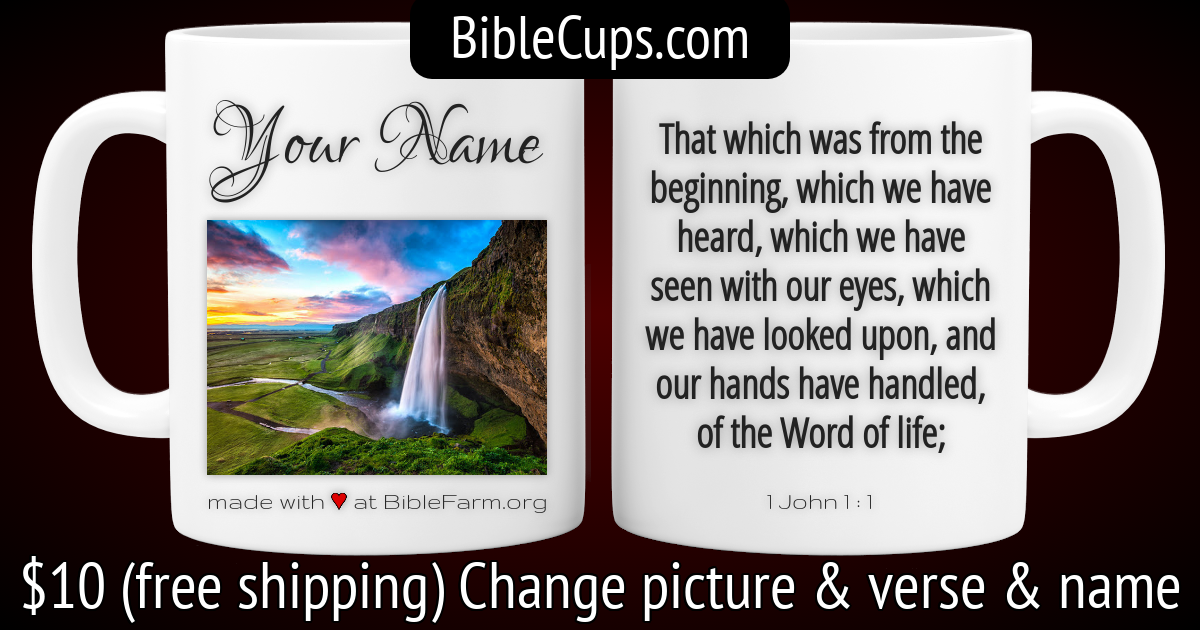 BibleCups.com
Your Name
made with ♥ at BibleFarm.org
That which was from the
beginning, which we have
heard, which we have
seen with our eyes, which
we have looked upon, and
our hands have handled,
of the Word of life;
1 John 1:1
$10 (free shipping) Change picture & verse & name